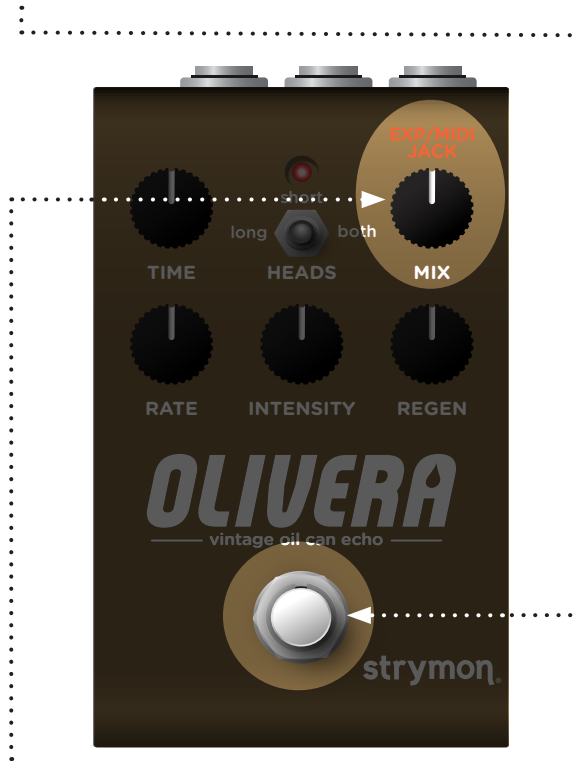 EXP/MIDI
JACK
short
long both
TIME HEADS MIX
RATE INTENSITY REGEN
OLIVERA
vintage oil can echo
strymon®